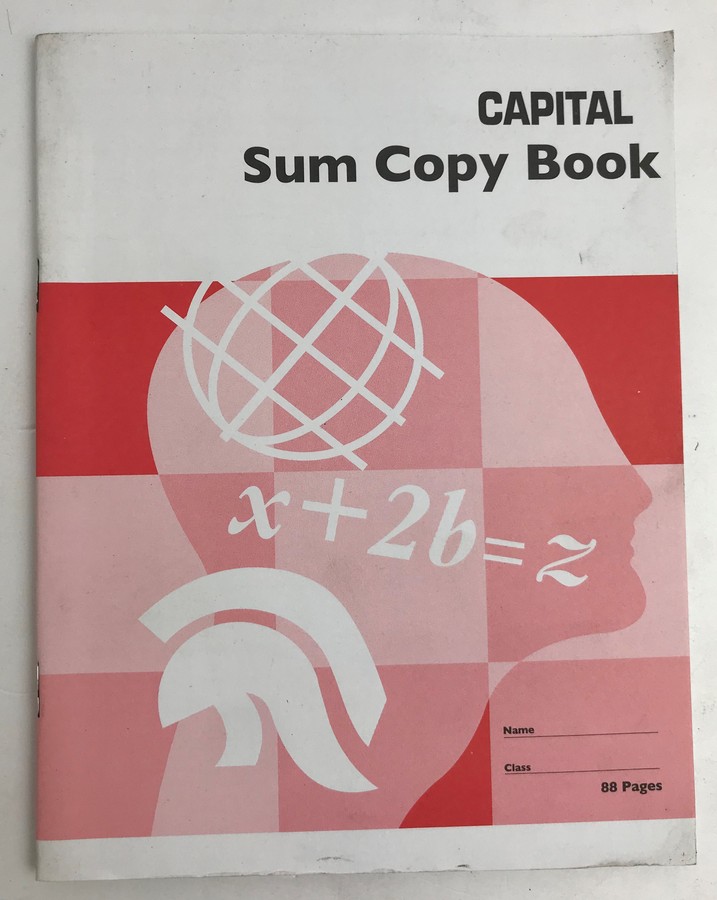 CAPITAL
Sum Copy Book
x+2b=z
Name
Class
88 Pages